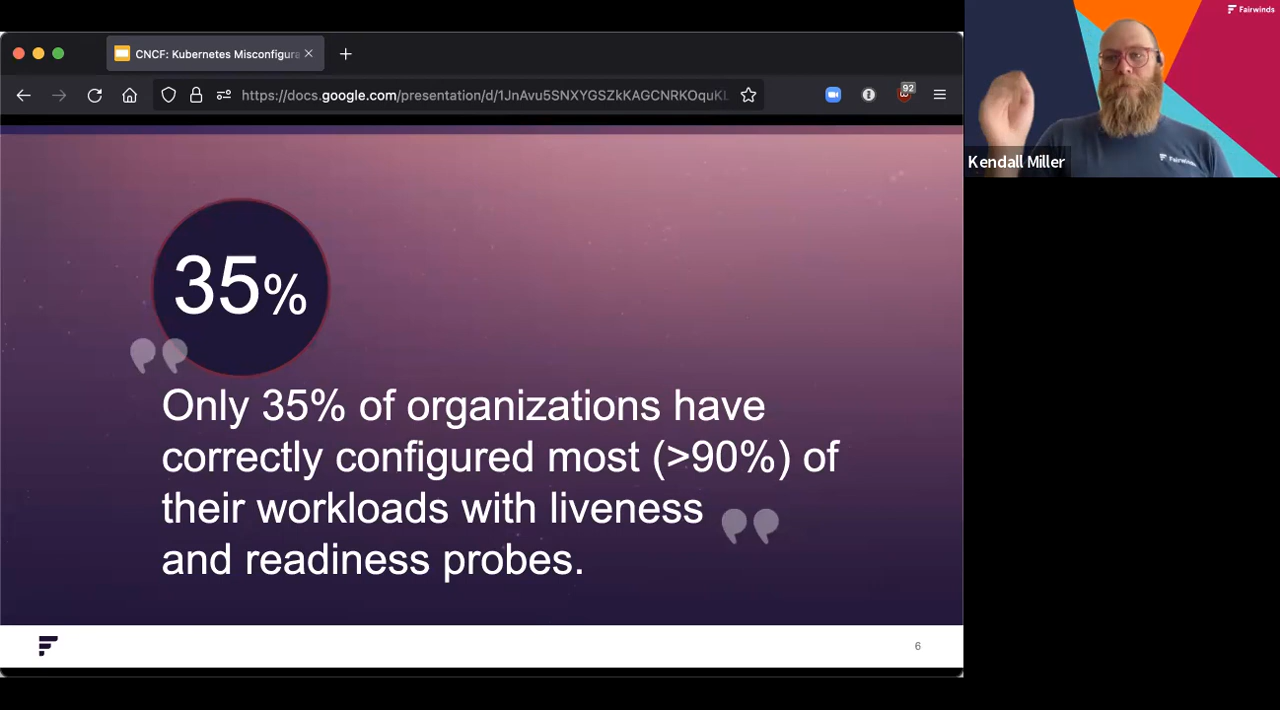 CNCF: Kubernetes Misconfigura
https://docs.google.com/presentation/d/1JnAvu5SNXYGSZkKAGCNRKOquKL
92
Fairwinds
Fairwinds
Kendall Miller
35%
Only 35% of organizations have
correctly configured most (>90%) of
their workloads with liveness
and readiness probes.
6